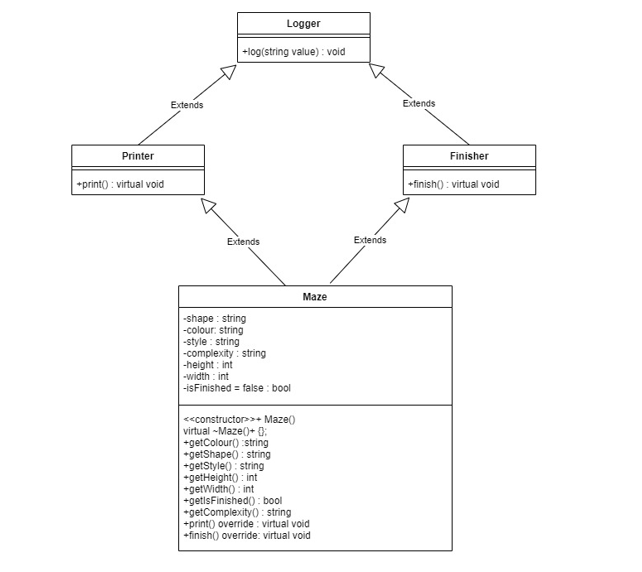 Logger
+log(string value) : void
Extends
Extends
Printer
+print() : virtual void
Finisher
+finish() : virtual void
Extends
Extends
Maze
-shape : string
-colour: string
-style : string
-complexity : string
-height : int
-width : int
-isFinished = false : bool
<<constructor>>+ Maze()
virtual ~Maze()+ {};
+getColour() :string
+getShape() : string
+getStyle() : string
+getHeight() : int
+getWidth() : int
+getIsFinished() : bool
+getComplexity() : string
+print() override : virtual void
+finish() override: virtual void